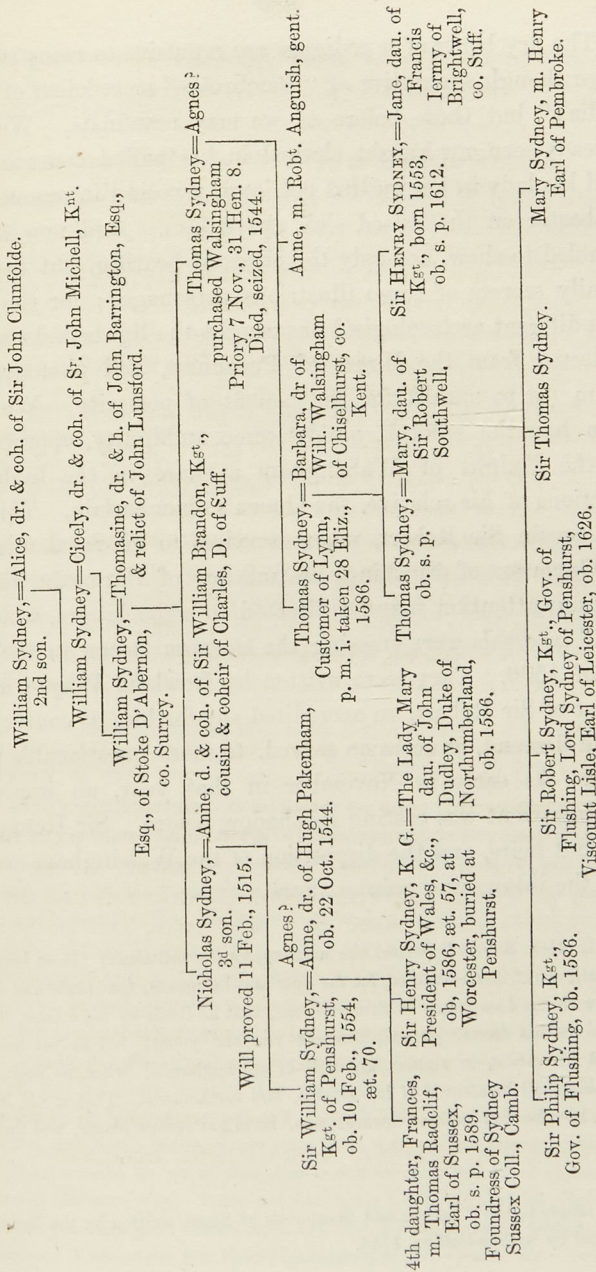 William Sydney,=Alice, dr. & coh. of Sir John Clunfolde.
2nd son.
William Sydney=Cicely, dr. & coh. of Sr. John Michell, Knt.
William Sydney,=Thomasine, dr. & h. of John Barrington, Esq.,
Esq., of Stoke D'Abernon,
co. Surrey.
& relict of John Lunsford.
Nicholas Sydney,=Anne, d. & coh. of Sir William Brandon, Kgt.,
3d son.
cousin & coheir of Charles, D. of Suff.
Will proved 11 Feb., 1515.
Thomas Sydney=Agnes?
purchased Walsingham
Priory 7 Nov., 31 Hen. 8.
Died, seized, 1544.
Agnes?
Sir William Sydney,=Anne, dr. of Hugh Pakenham,
Kgt. of Penshurst,
ob. 22 Oct. 1544.
ob. 10 Feb., 1554,
æt. 70.
Thomas Sydney,=Barbara, dr of
Customer of Lynn,
p. m. i. taken 28 Eliz.,
1586.
Will. Walsingham
of Chiselhurst, co.
Kent.
Anne, m. Robt. Anguish, gent.
4th daughter, Frances,
m. Thomas Radclif,
Earl of Sussex,
ob. s. p. 1589.
Foundress of Sydney
Sussex Coll., Camb.
Sir Henry Sydney, K. G.=The Lady Mary
President of Wales, &c.,
ob, 1586, æt. 57, at
Worcester, buried at
Penshurst.
dau. of John
Dudley, Duke of
Northumberland,
ob. 1586.
Thomas Sydney,=Mary, dau. of
ob. s. p.
Sir Robert
Southwell.
Sir HENRY SYDNEY,=Jane, dau. of
Kgt., born 1553,
ob. s. p. 1612.
Francis
Iermy of
Brightwell,
co. Suff.
Sir Philip Sydney, Kgt.,
Gov. of Flushing, ob. 1586.
Sir Robert Sydney, Kgt., Gov. of
Flushing, Lord Sydney of Penshurst,
Viscount Lisle, Earl of Leicester, ob. 1626.
Sir Thomas Sydney.
Mary Sydney, m. Henry
Earl of Pembroke.